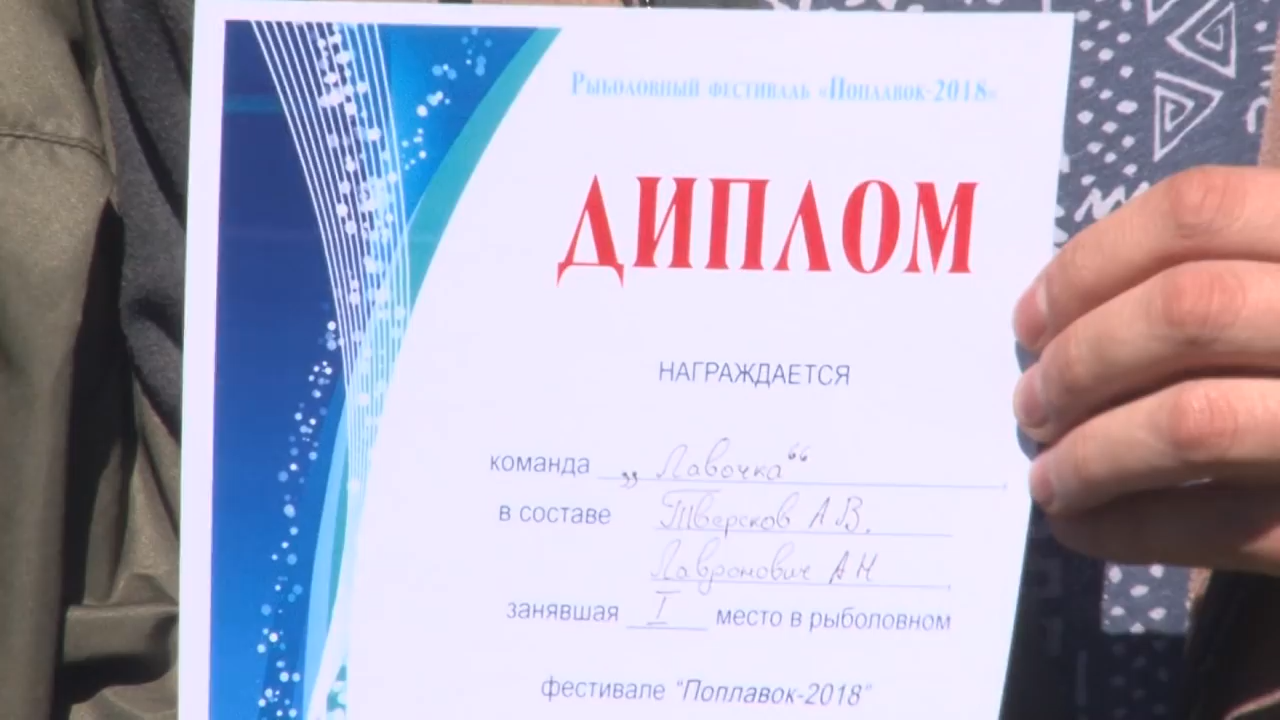 Рыболовный фестиваль «Поплавок-2018»
ДИПЛОМ
НАГРАЖДАЕТСЯ
команда „Лавочка“
в составе Тверсков А.В.
Лавронович А Н
занявшая I место в рыболовном
фестивале "Поплавок-2018"